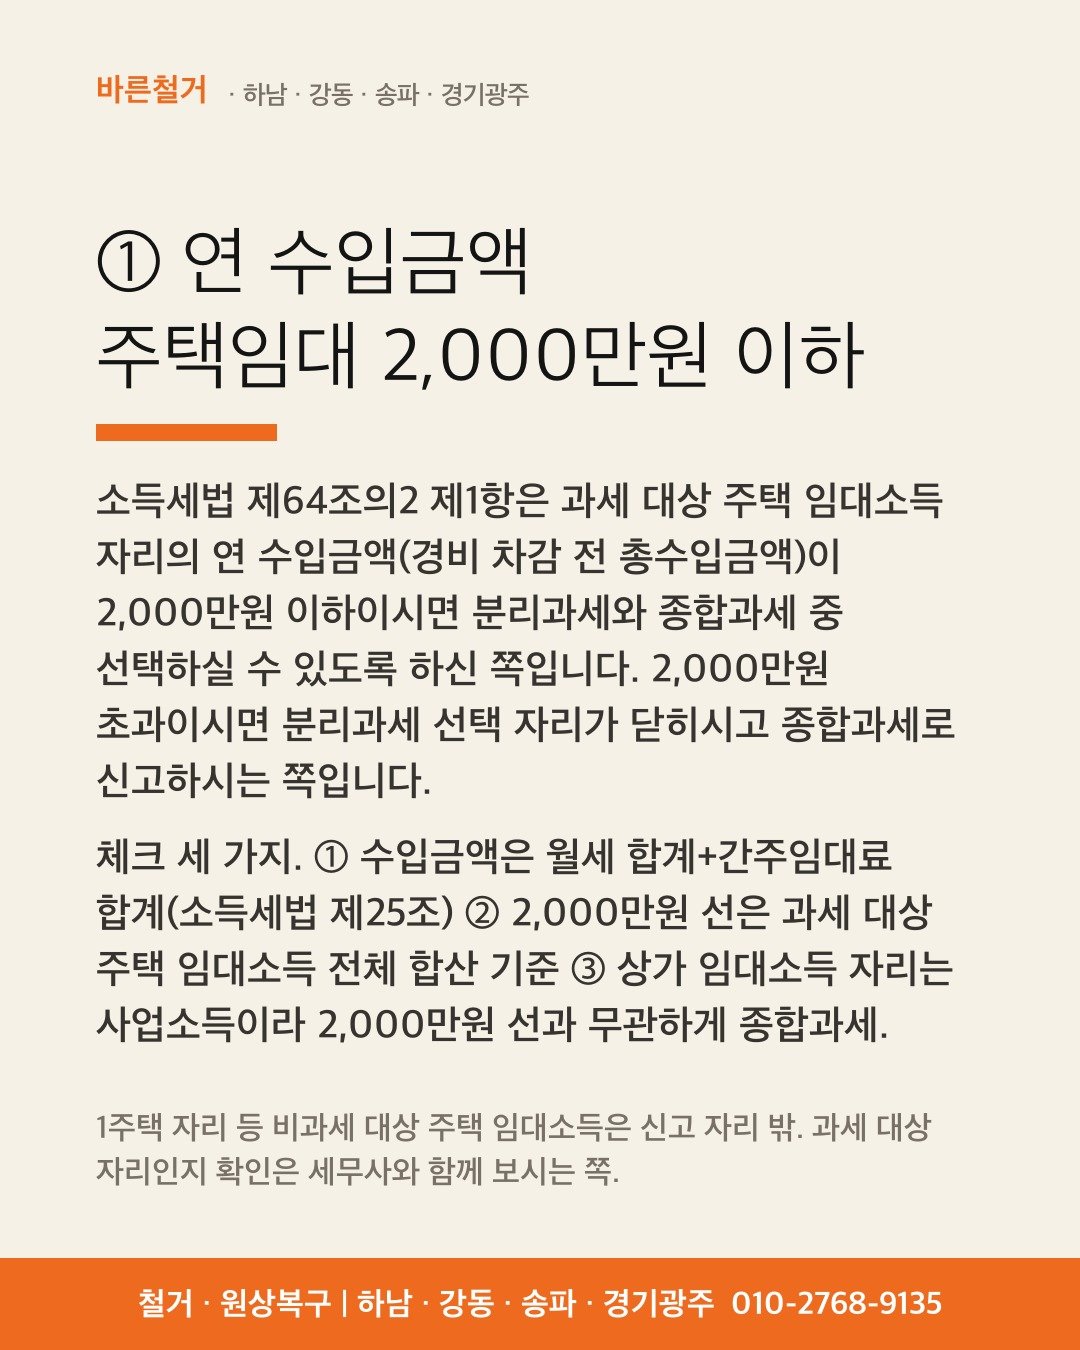 바른철거 · 하남 · 강동 · 송파 · 경기광주
① 연 수입금액
주택임대 2,000만원 이하
소득세법 제64조의2 제1항은 과세 대상 주택 임대소득
자리의 연 수입금액(경비 차감 전 총수입금액)이
2,000만원 이하이시면 분리과세와 종합과세 중
선택하실 수 있도록 하신 쪽입니다. 2,000만원
초과이시면 분리과세 선택 자리가 닫히시고 종합과세로
신고하시는 쪽입니다.
체크 세 가지. ① 수입금액은 월세 합계+간주임대료
합계(소득세법 제25조) ② 2,000만원 선은 과세 대상
주택 임대소득 전체 합산 기준 ③ 상가 임대소득 자리는
사업소득이라 2,000만원 선과 무관하게 종합과세.
1주택 자리 등 비과세 대상 주택 임대소득은 신고 자리 밖. 과세 대상
자리인지 확인은 세무사와 함께 보시는 쪽.
철거 · 원상복구 | 하남 · 강동 · 송파 · 경기광주 010-2768-9135